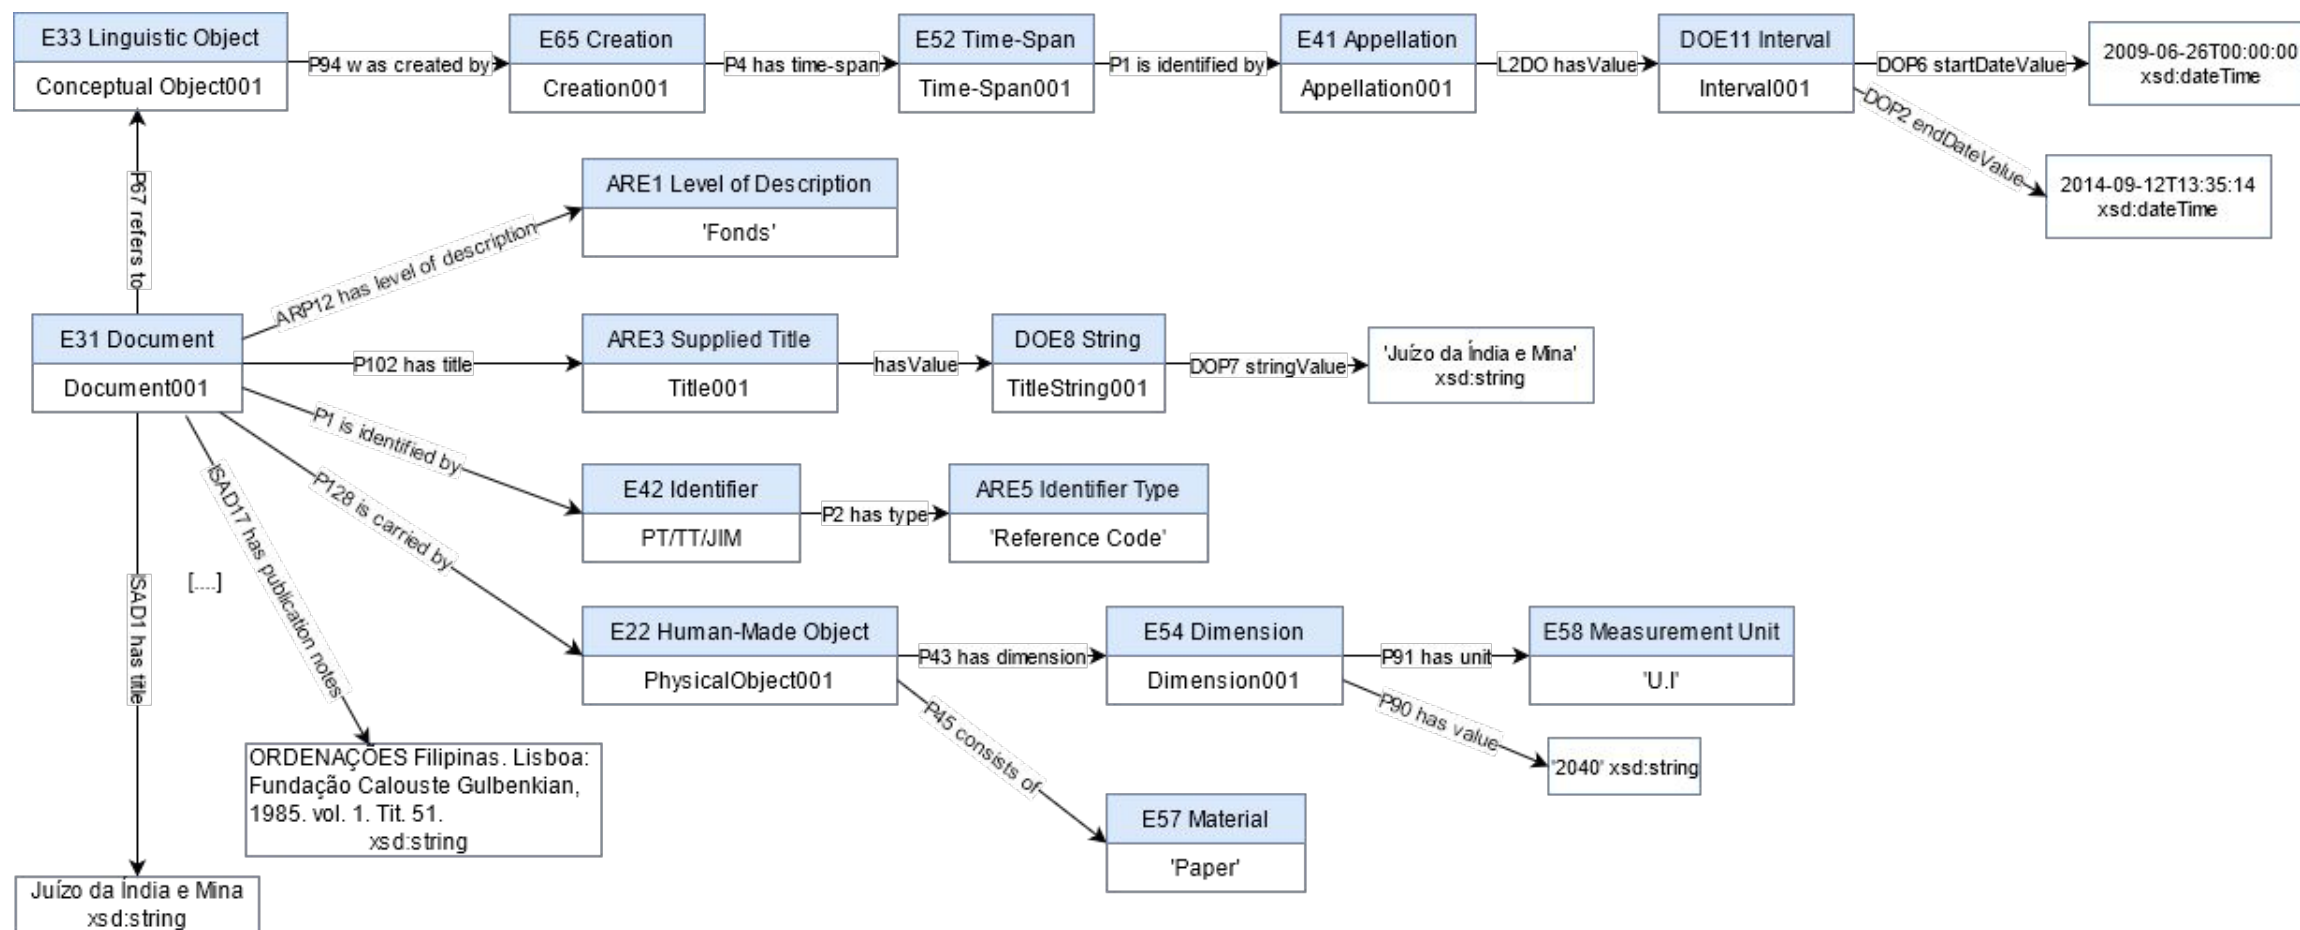 E33 Linguistic Object
Conceptual Object001
P94 was created by
E65 Creation
Creation001
P4 has time-span
E52 Time-Span
Time-Span001
P1 is identified by
E41 Appellation
Appellation001
L2DO hasValue
DOE11 Interval
Interval001
DOP6 startDateValue
2009-06-26T00:00:00
xsd:dateTime
DOP2 endDateValue
2014-09-12T13:35:14
xsd:dateTime
P67 refers to
ARP12 has level of description
ARE1 Level of Description
'Fonds'
E31 Document
Document001
P102 has title
ARE3 Supplied Title
Title001
hasValue
DOE8 String
TitleString001
DOP7 stringValue
'Juízo da Índia e Mina'
xsd:string
P1 is identified by
E42 Identifier
PT/TT/JIM
P2 has type
ARE5 Identifier Type
'Reference Code'
P128 is carried by
E22 Human-Made Object
PhysicalObject001
P43 has dimension
E54 Dimension
Dimension001
P91 has unit
E58 Measurement Unit
'U.I'
P90 has value
'2040' xsd:string
P45 consists of
E57 Material
'Paper'
ISAD17 has publication notes
[....]
ORDENAÇÕES Filipinas. Lisboa:
Fundação Calouste Gulbenkian,
1985. vol. 1. Tit. 51.
xsd:string
ISAD1 has title
Juízo da Índia e Mina
xsd:string